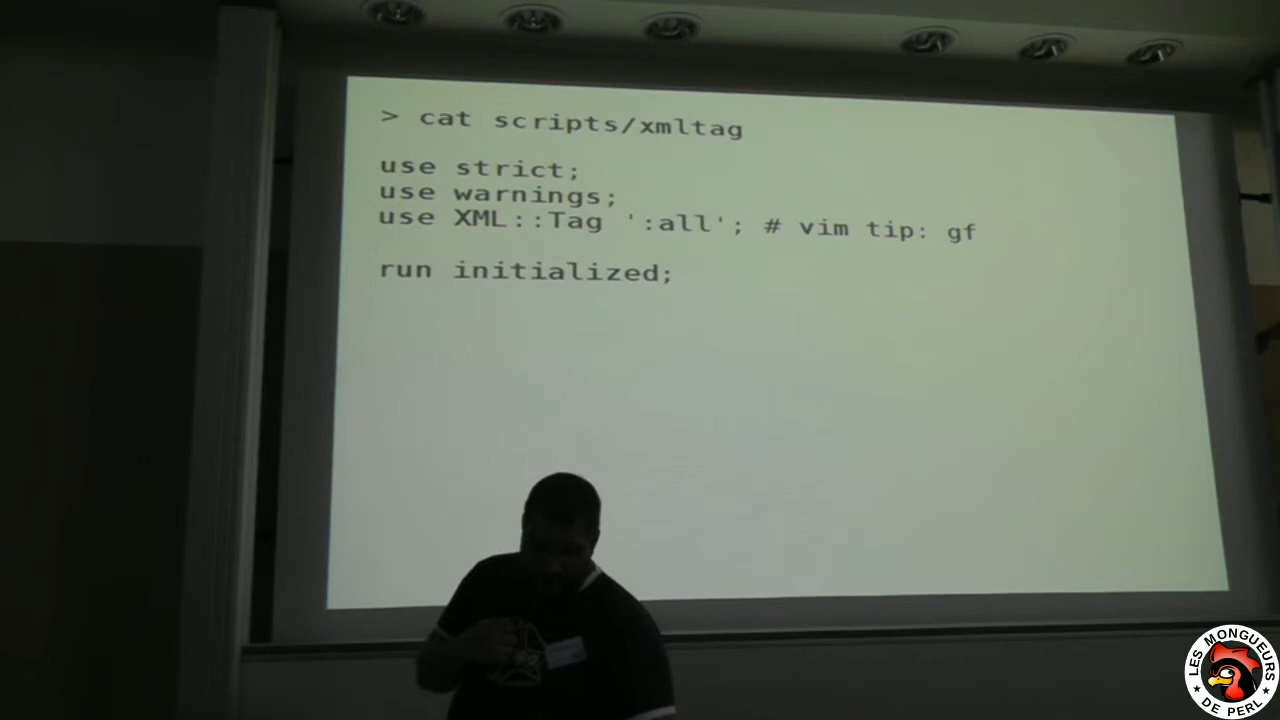 > cat scripts/xmltag
use strict;
use warnings;
use XML::Tag ':all'; # vim tip: gf
run initialized;
LES MONGUEURS
DE PERL